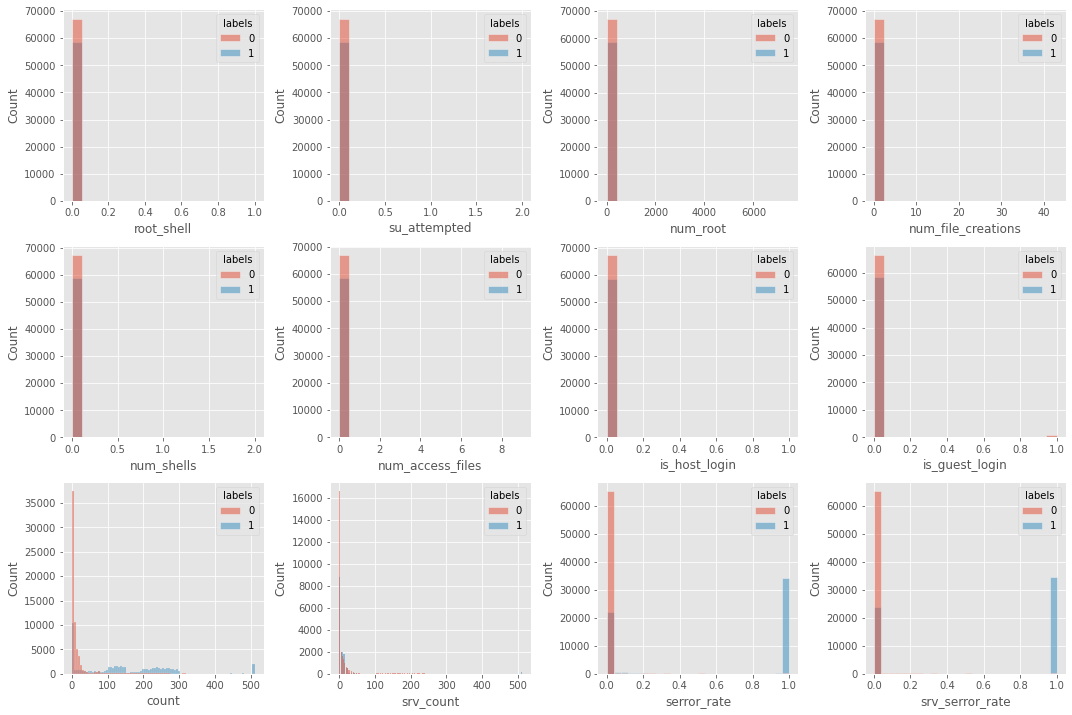 labels
0
1
Count
70000
60000
50000
40000
30000
20000
10000
0
0.0 0.2 0.4 0.6 0.8 1.0
root_shell
labels
0
1
Count
70000
60000
50000
40000
30000
20000
10000
0
0.0 0.5 1.0 1.5 2.0
su_attempted
labels
0
1
Count
70000
60000
50000
40000
30000
20000
10000
0
0 2000 4000 6000
num_root
labels
0
1
Count
70000
60000
50000
40000
30000
20000
10000
0
0 10 20 30 40
num_file_creations
labels
0
1
Count
70000
60000
50000
40000
30000
20000
10000
0
0.0 0.5 1.0 1.5 2.0
num_shells
labels
0
1
Count
70000
60000
50000
40000
30000
20000
10000
0
0 2 4 6 8
num_access_files
labels
0
1
Count
70000
60000
50000
40000
30000
20000
10000
0
0.0 0.2 0.4 0.6 0.8 1.0
is_host_login
labels
0
1
Count
60000
50000
40000
30000
20000
10000
0
0.0 0.2 0.4 0.6 0.8 1.0
is_guest_login
labels
0
1
Count
35000
30000
25000
20000
15000
10000
5000
0
0 100 200 300 400 500
count
labels
0
1
Count
16000
14000
12000
10000
8000
6000
4000
2000
0
0 100 200 300 400 500
srv_count
labels
0
1
Count
60000
50000
40000
30000
20000
10000
0
0.0 0.2 0.4 0.6 0.8 1.0
serror_rate
labels
0
1
Count
60000
50000
40000
30000
20000
10000
0
0.0 0.2 0.4 0.6 0.8 1.0
srv_serror_rate